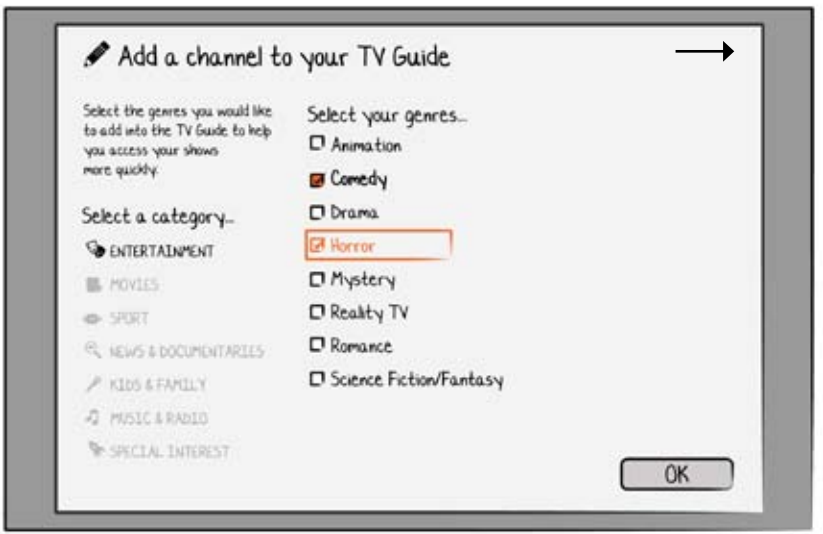 Add a channel to your TV Guide
Select the genres you would like
to add into the TV Guide to help
you access your shows
more quickly.
Select a category...
ENTERTAINMENT
MOVIES
SPORT
NEWS & DOCUMENTARIES
KIDS & FAMILY
MUSIC & RADIO
SPECIAL INTEREST
Select your genres...
Animation
Comedy
Drama
Horror
Mystery
Reality TV
Romance
Science Fiction/Fantasy
OK